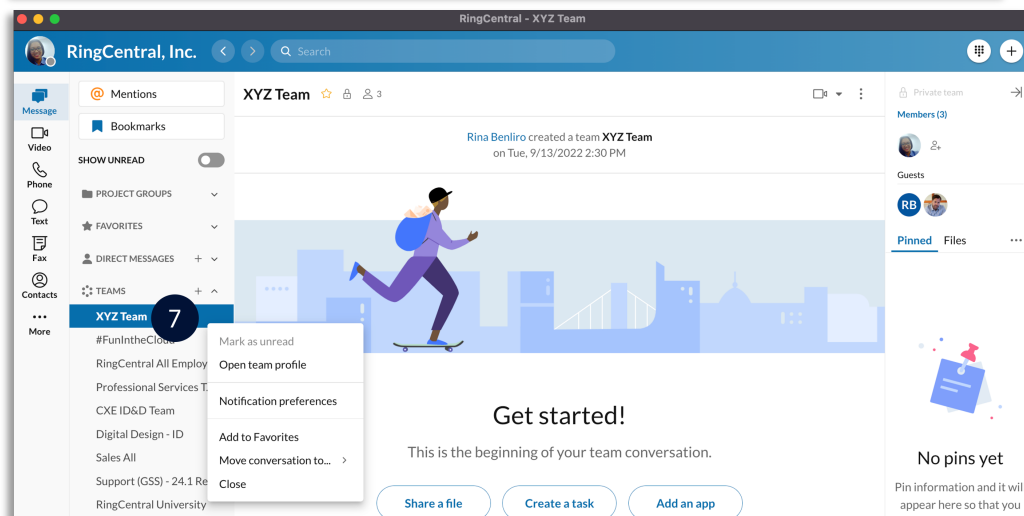 RingCentral - XYZ Team
RingCentral, Inc.
Search
Message
Video
Phone
Text
Fax
Contacts
More
@ Mentions
Bookmarks
SHOW UNREAD
PROJECT GROUPS
FAVORITES
DIRECT MESSAGES +
TEAMS +
XYZ Team
7
#FunIntheCloud
RingCentral All Employ
Professional Services T
CXE ID&D Team
Digital Design - ID
Sales All
Support (GSS) - 24.1 Re
RingCentral University
Mark as unread
Open team profile
Notification preferences
Add to Favorites
Move conversation to... >
Close
XYZ Team 3
Rina Benliro created a team XYZ Team
on Tue, 9/13/2022 2:30 PM
Get started!
This is the beginning of your team conversation.
Share a file
Create a task
Add an app
Private team
Members (3)
Guests
RB
Pinned Files
No pins yet
Pin information and it wil
appear here so that you